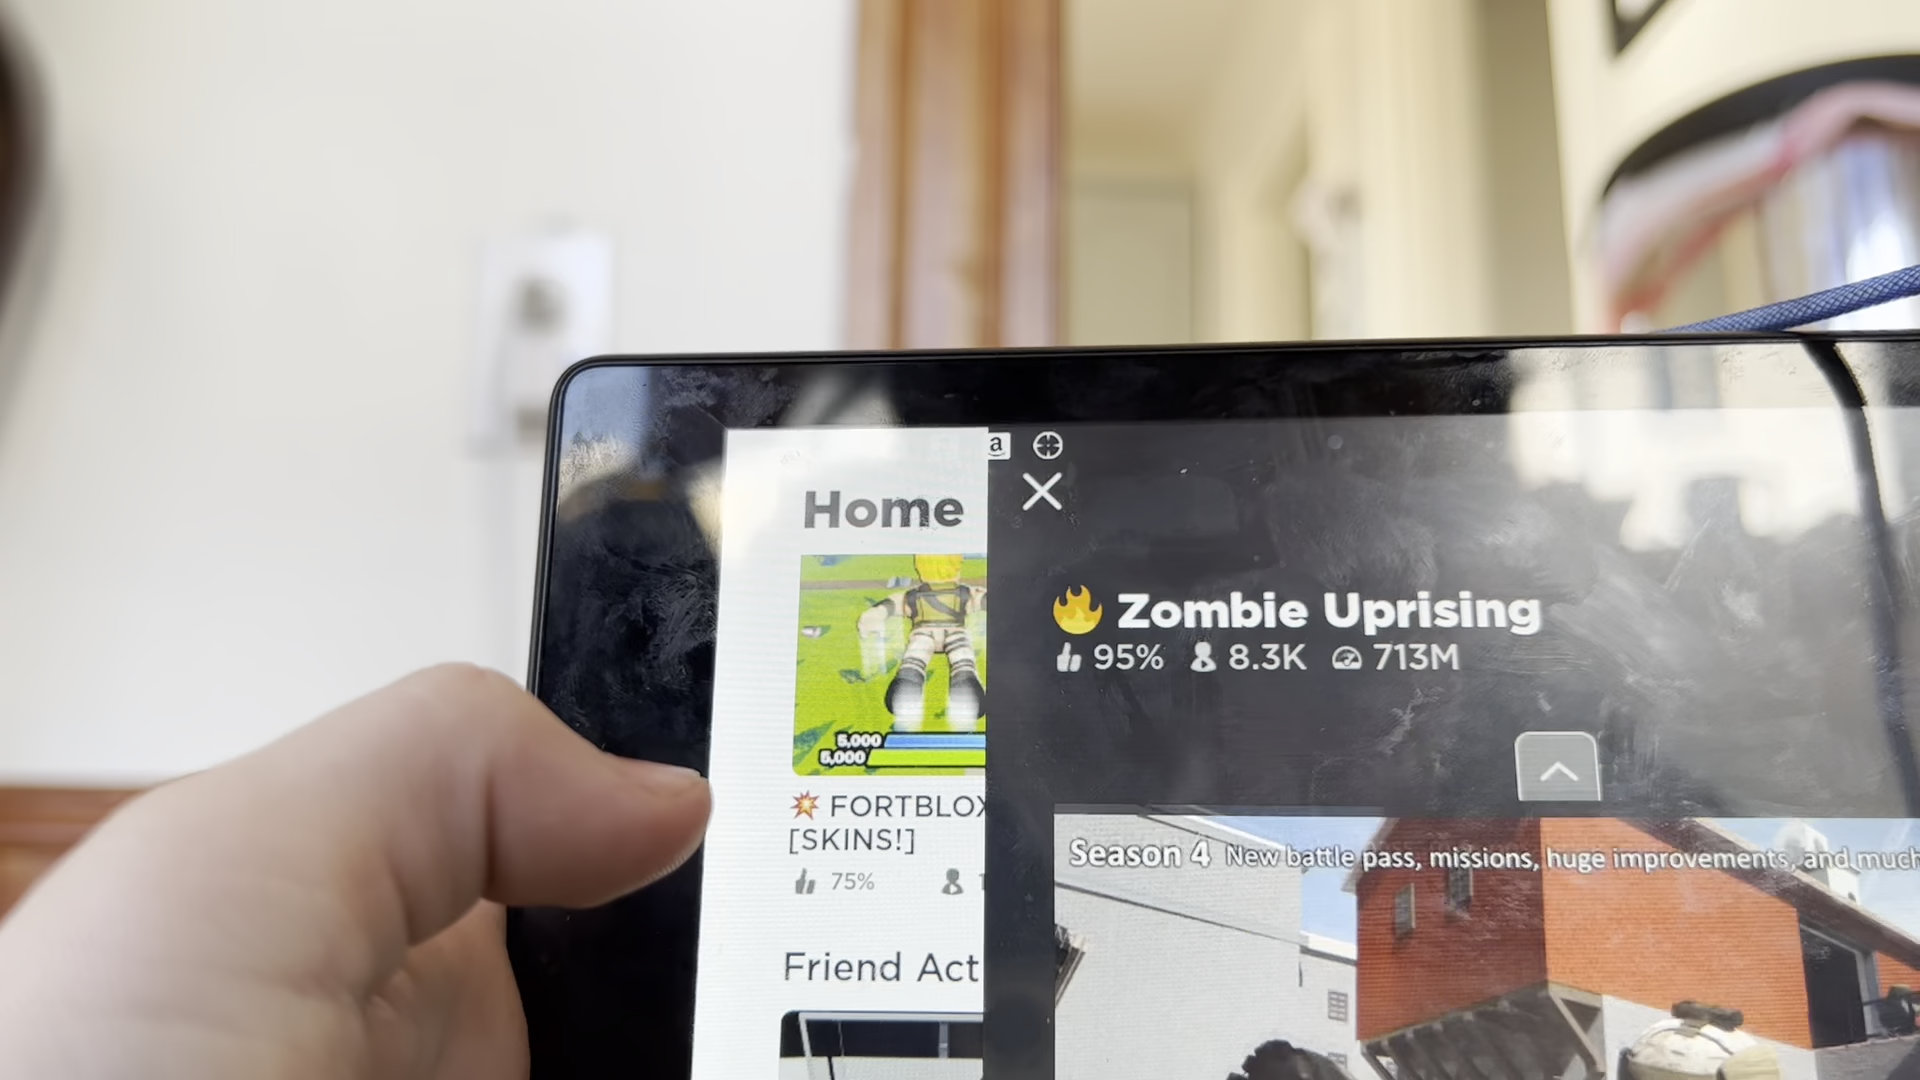 Home
5,000
5,000
FORTBLOX
[SKINS!]
75%
Friend Act
a
Zombie Uprising
95% 8.3K 713M
Season 4 New battle pass, missions, huge improvements, and much